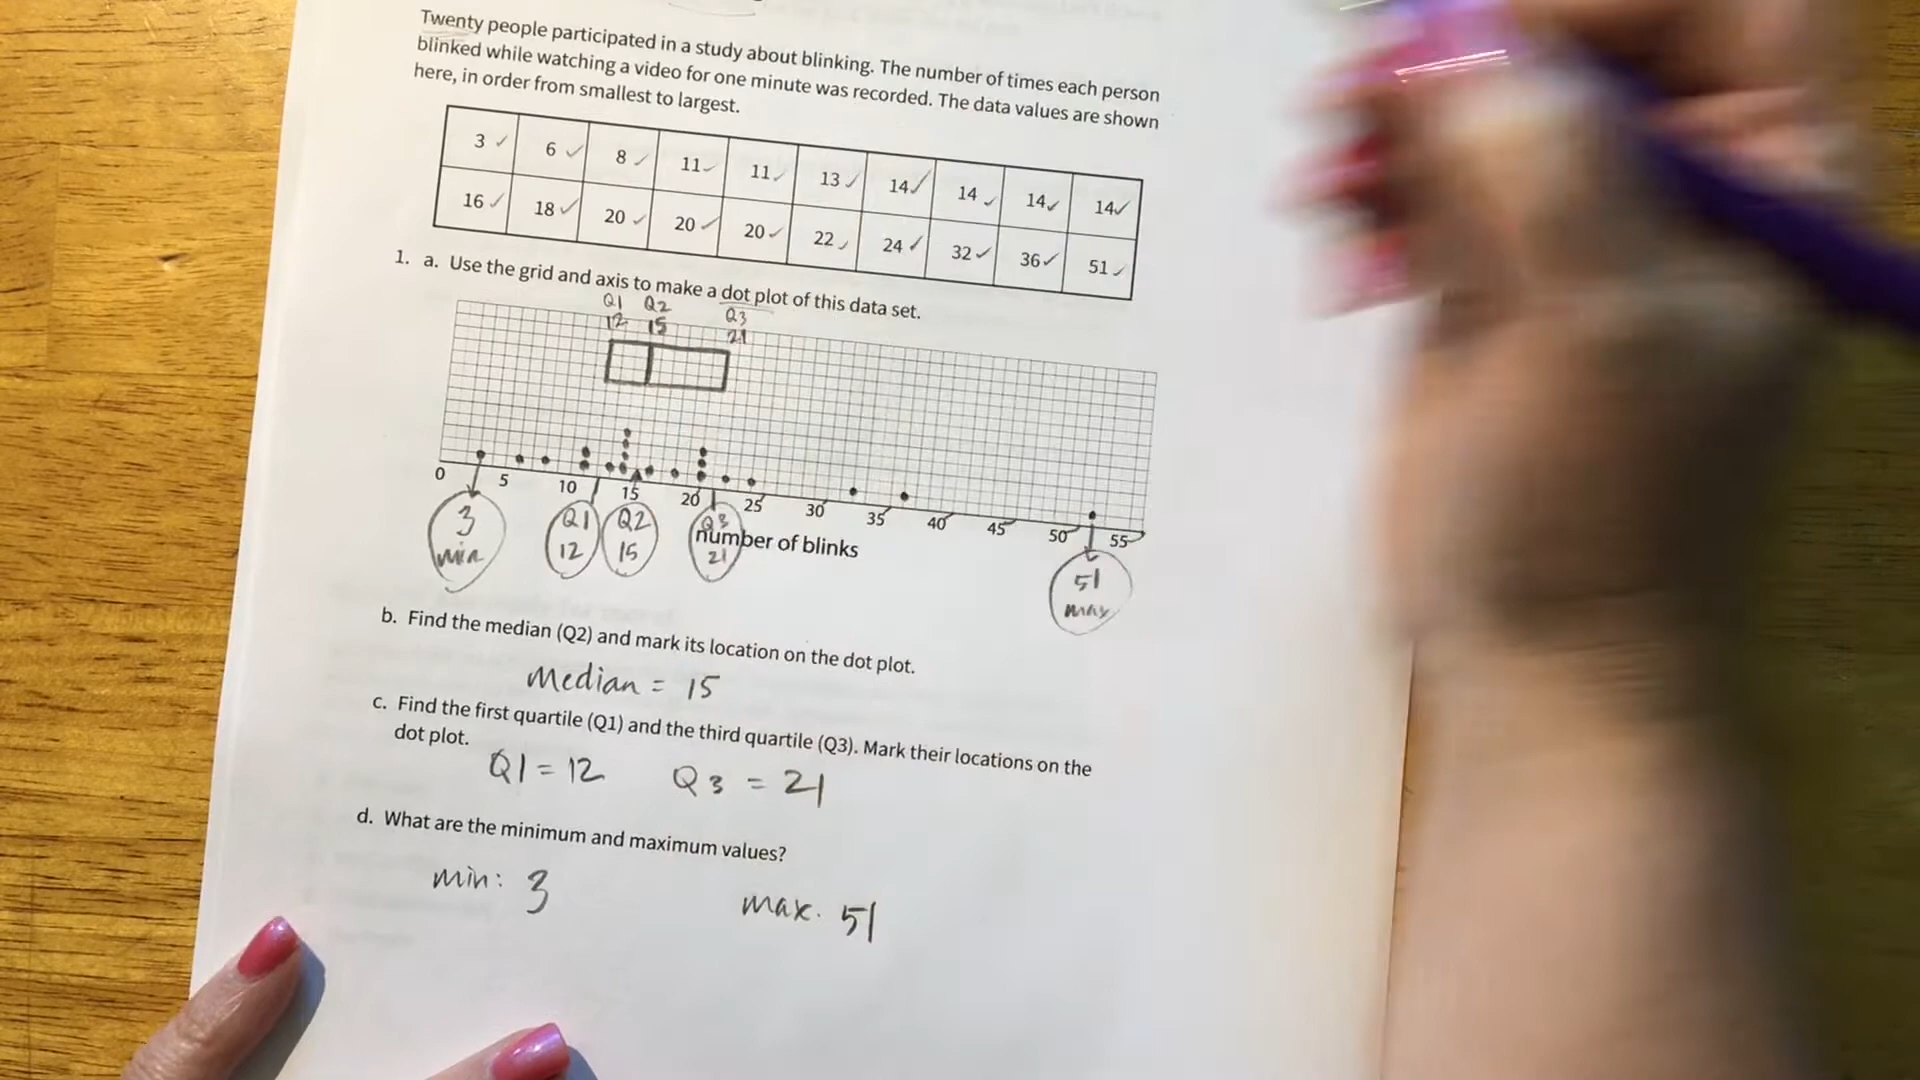 Twenty people participated in a study about blinking. The number of times each person
blinked while watching a video for one minute was recorded. The data values are shown
here, in order from smallest to largest.
3 6 8 11 11 13 14 14 14 14
16 18 20 20 20 22 24 32 36 51
1. a. Use the grid and axis to make a dot plot of this data set.
Q1 Q2 Q3
12 15 21
0 5 10 15 20 25 30 35 40 45 50 55
3 Q1 Q2 Q3 51
min 12 15 21 max
number of blinks
b. Find the median (Q2) and mark its location on the dot plot.
Median = 15
c. Find the first quartile (Q1) and the third quartile (Q3). Mark their locations on the
dot plot.
Q1 = 12 Q3 = 21
d. What are the minimum and maximum values?
min: 3 max. 51